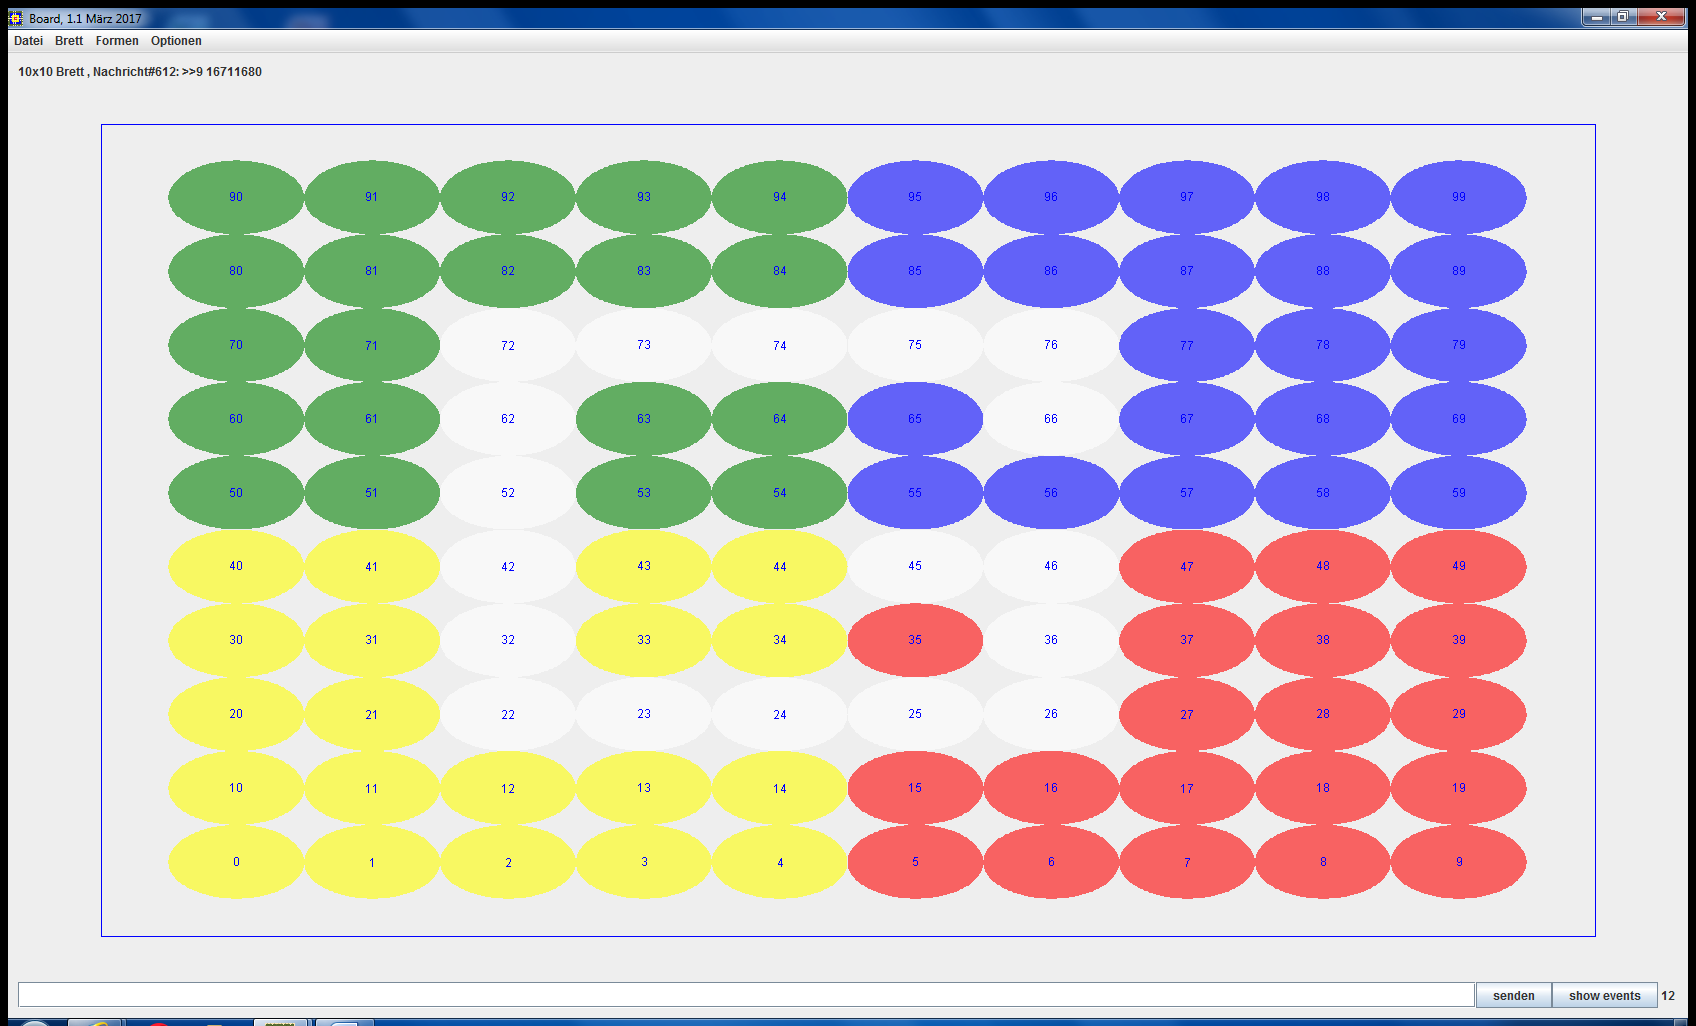 Board, 1.1 März 2017
Datei Brett Formen Optionen
10x10 Brett , Nachricht#612: >>9 16711680
90 91 92 93 94 95 96 97 98 99
80 81 82 83 84 85 86 87 88 89
70 71 72 73 74 75 76 77 78 79
60 61 62 63 64 65 66 67 68 69
50 51 52 53 54 55 56 57 58 59
40 41 42 43 44 45 46 47 48 49
30 31 32 33 34 35 36 37 38 39
20 21 22 23 24 25 26 27 28 29
10 11 12 13 14 15 16 17 18 19
0 1 2 3 4 5 6 7 8 9
senden show events 12